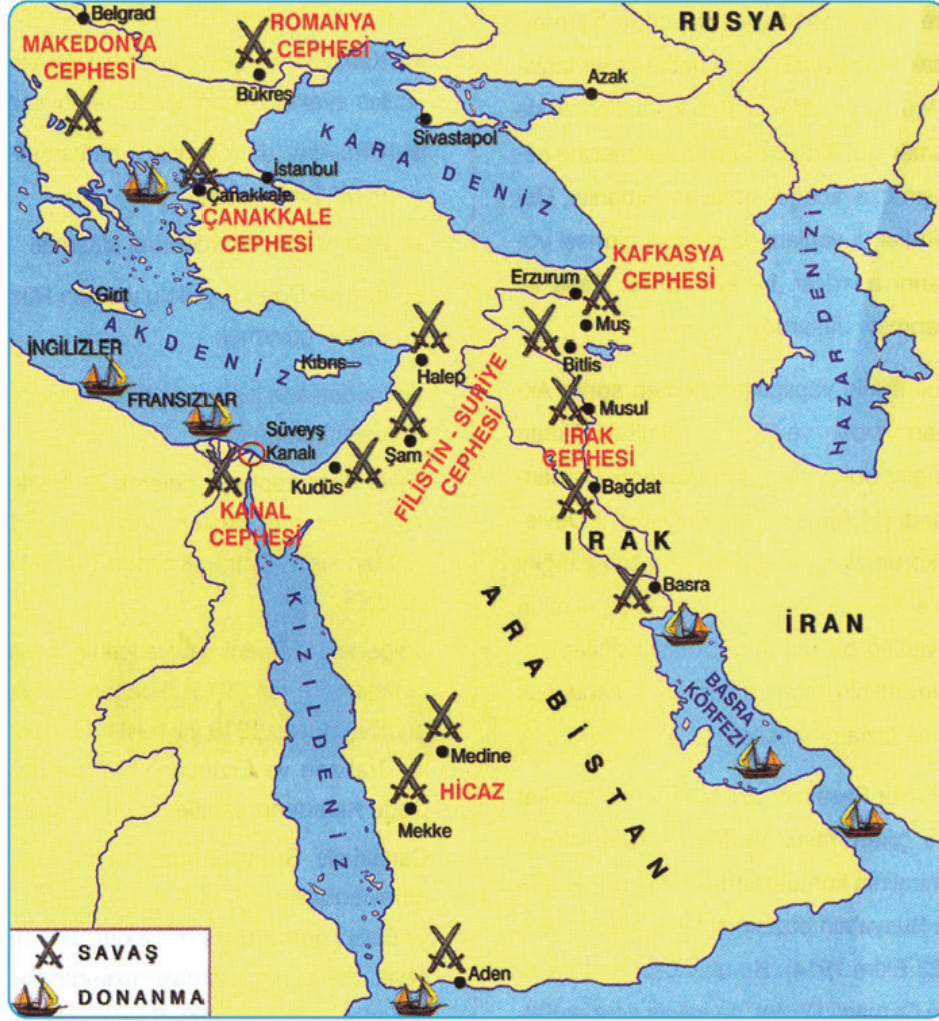 Belgrad
ROMANYA
CEPHESİ
RUSYA
MAKEDONYA
CEPHESİ
Bükreş
Azak
Sivastapol
KARA DENİZ
İstanbul
Çanakkale
ÇANAKKALE
CEPHESİ
KAFKASYA
CEPHESİ
Erzurum
HAZAR DENİZİ
Girit
Muş
AKDENİZ
İNGİLİZLER
Kıbrıs
Halep
Bitlis
FRANSIZLAR
Musul
Süveyş
Kanalı
Şam
FİLİSTİN - SURİYE
CEPHESİ
IRAK
CEPHESİ
Kudüs
Bağdat
KANAL
CEPHESİ
IRAK
Basra
KIZILDENİZ
ARABİSTAN
İRAN
BASRA
KÖRFEZİ
Medine
HİCAZ
Mekke
SAVAŞ
Aden
DONANMA